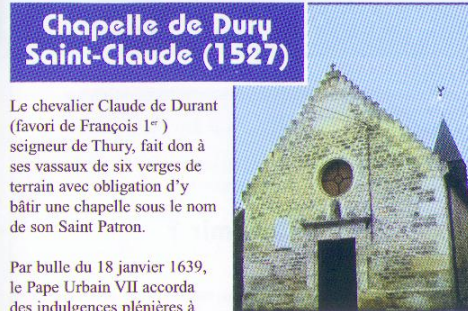 Chapelle de Dury
Saint-Claude (1527)
Le chevalier Claude de Durant
(favori de François 1er )
seigneur de Thury, fait don à
ses vassaux de six verges de
terrain avec obligation d’y
bâtir une chapelle sous le nom
de son Saint Patron.
Par bulle du 18 janvier 1639,
le Pape Urbain VII accorda
des indulgences plénières à